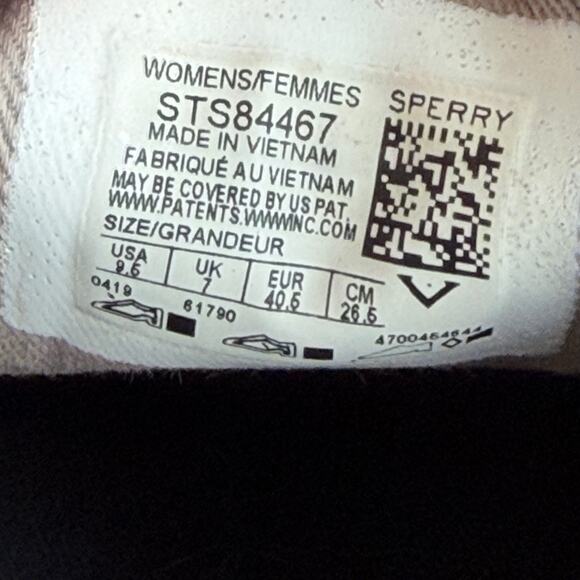 WOMENS/FEMMES
STS84467
MADE IN VIETNAM
FABRIQUÉ AU VIETNAM
MAY BE COVERED BY US PAT.
WWW.PATENTS.WWWINC.COM
SIZE/GRANDEUR
USA UK EUR CM
9.5 7 40.5 26.5
0419 61790
SPERRY